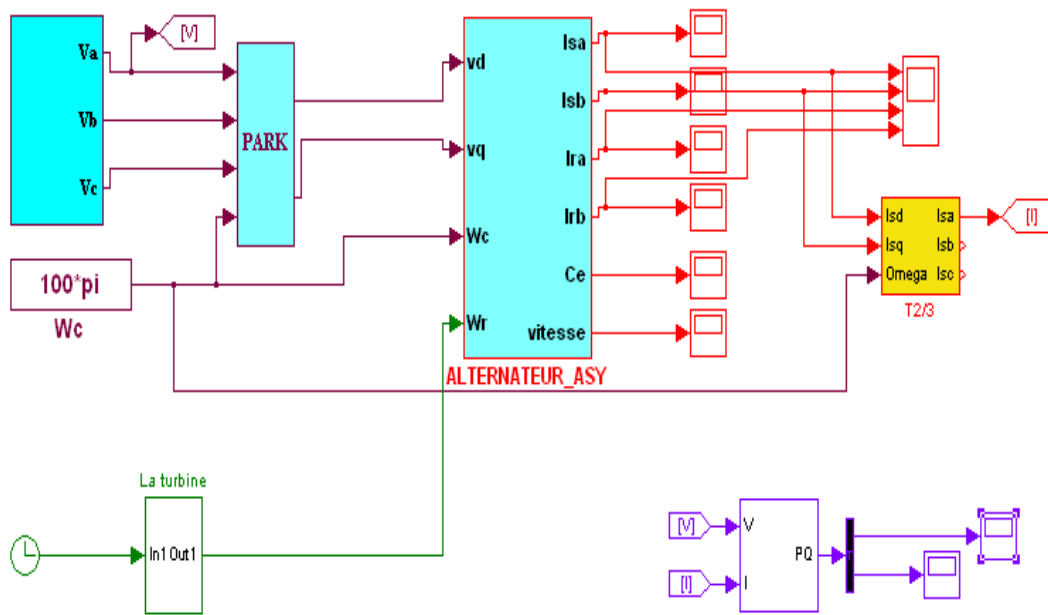 Va
Vb
Vc
[V]
PARK
100*pi
Wc
vd
vq
Wc
Wr
Isa
Isb
Ira
Irb
Ce
vitesse
ALTERNATEUR_ASY
Isd
Isq
Omega
Isa
Isb
Isc
T2/3
[I]
La turbine
In1 Out1
[V]
[I]
V
I
PQ